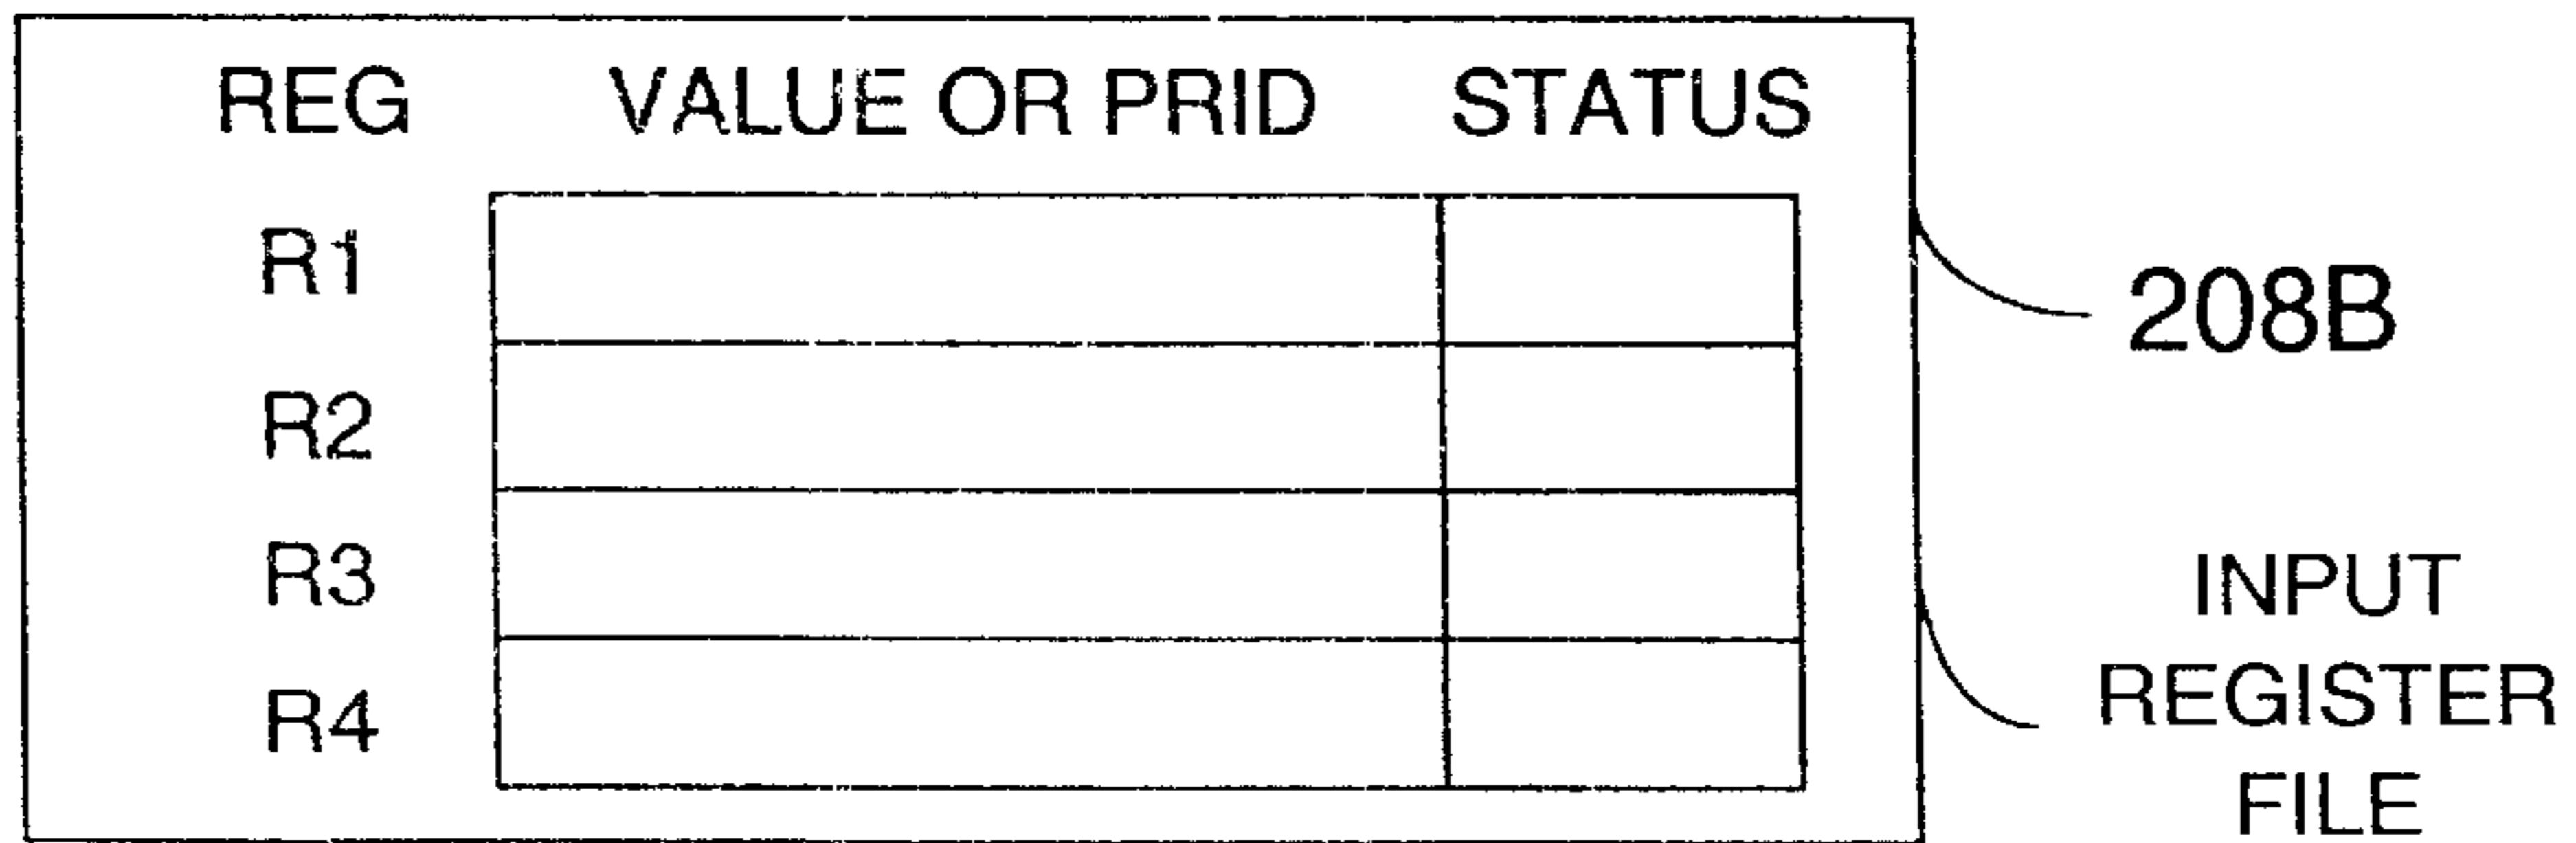 REG VALUE OR PRID STATUS
R1
R2
R3
R4
208B
INPUT
REGISTER
FILE